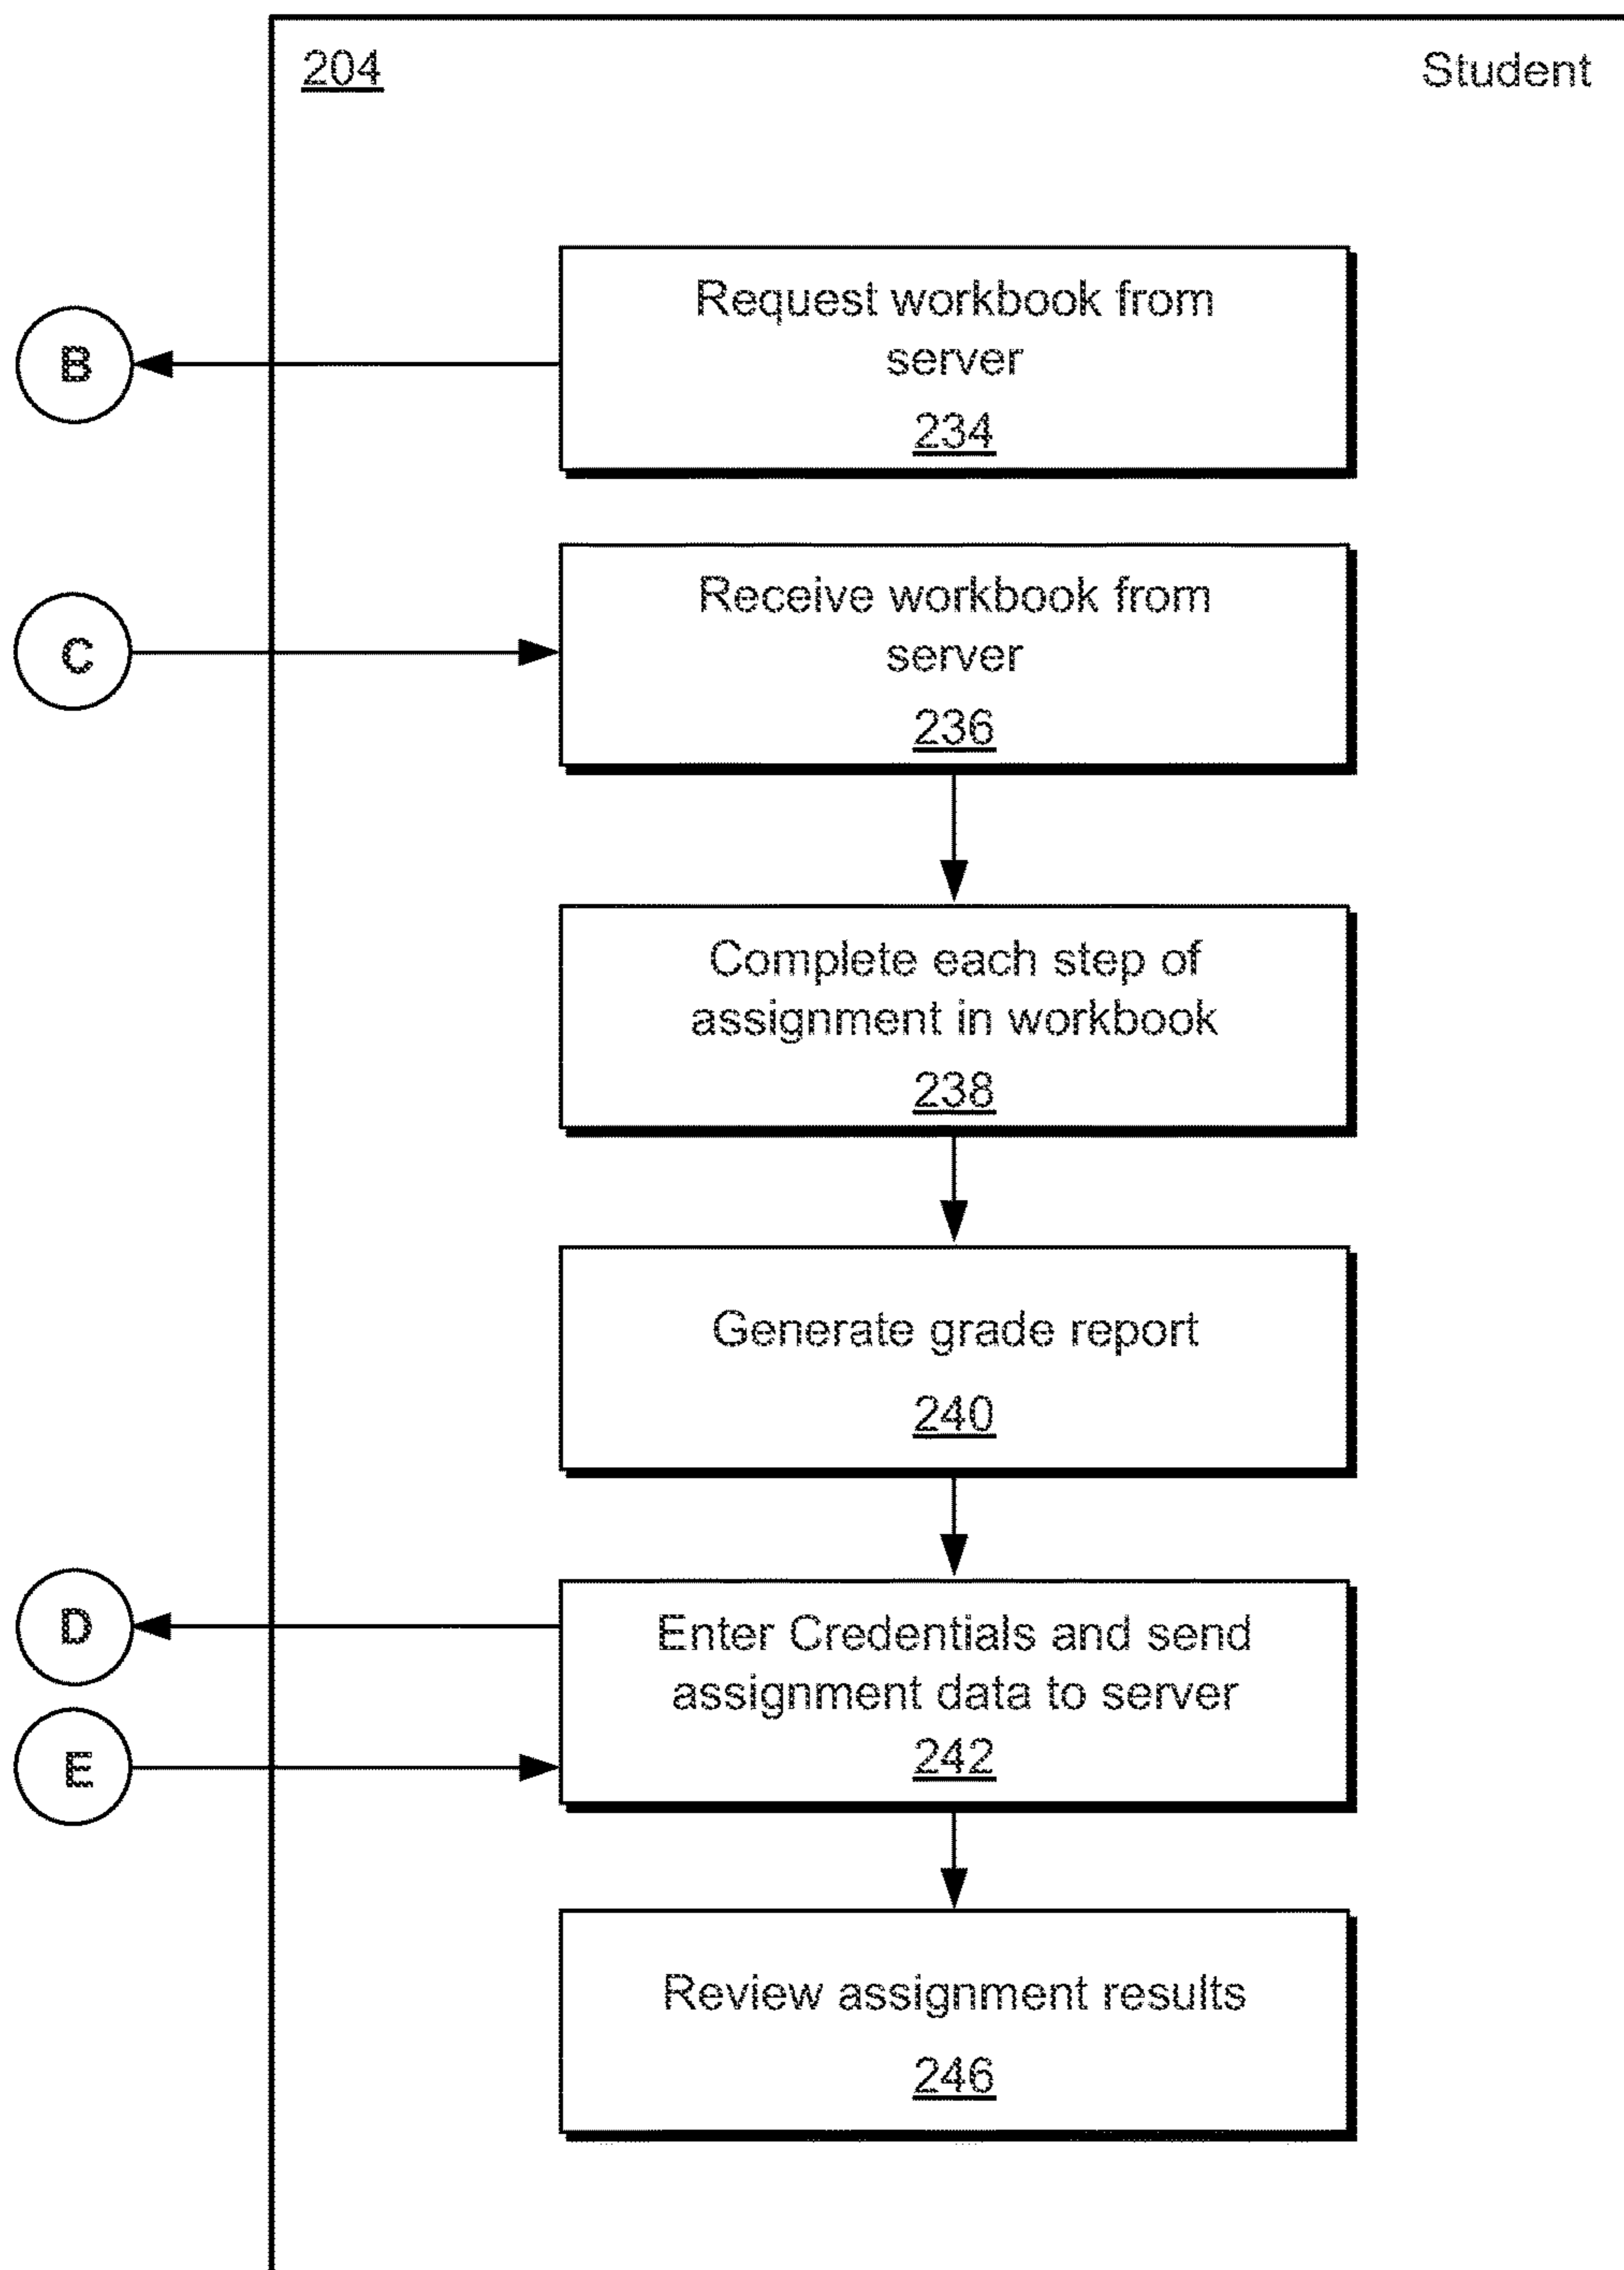 204
Student
Request workbook from
server
234
B
Receive workbook from
server
236
C
Complete each step of
assignment in workbook
238
Generate grade report
240
D
Enter Credentials and send
assignment data to server
242
E
Review assignment results
246